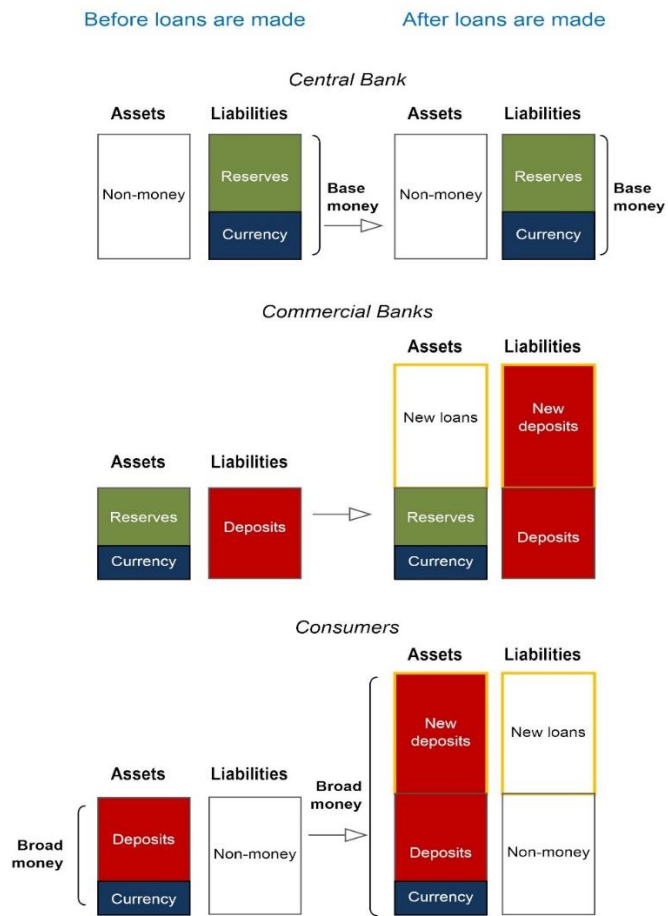 Before loans are made
After loans are made
Central Bank
Assets
Liabilities
Assets
Liabilities
Non-money
Reserves
Currency
Base
money
Non-money
Reserves
Currency
Base
money
Commercial Banks
Assets
Liabilities
New loans
New
deposits
Assets
Liabilities
Reserves
Currency
Deposits
Reserves
Currency
Deposits
Consumers
Assets
Liabilities
New
deposits
New loans
Assets
Liabilities
Broad
money
Broad
money
Deposits
Currency
Non-money
Deposits
Currency
Non-money